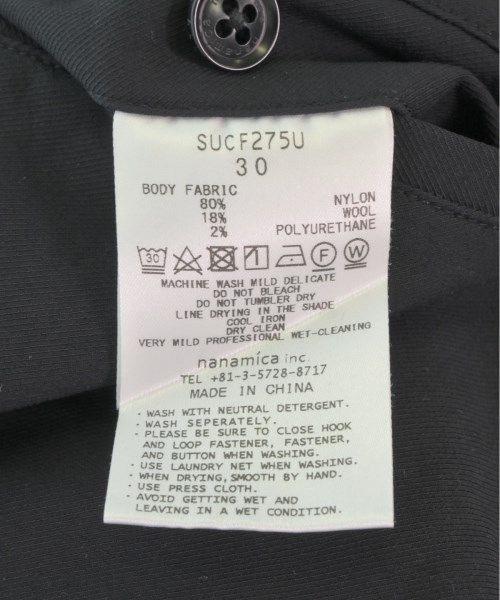 SUCF275U
30
BODY FABRIC
80% NYLON
18% WOOL
2% POLYURETHANE
30 1 F W
MACHINE WASH MILD DELICATE
DO NOT BLEACH
DO NOT TUMBLER DRY
LINE DRYING IN THE SHADE
COOL IRON
DRY CLEAN
VERY MILD PROFESSIONAL WET-CLEANING
nanamica inc.
TEL +81-3-5728-8717
MADE IN CHINA
・WASH WITH NEUTRAL DETERGENT.
・WASH SEPERATELY.
・PLEASE BE SURE TO CLOSE HOOK
AND LOOP FASTENER, FASTENER,
AND BUTTON WHEN WASHING.
・USE LAUNDRY NET WHEN WASHING.
・WHEN DRYING, SMOOTH BY HAND.
・USE PRESS CLOTH.
・AVOID GETTING WET AND
LEAVING IN A WET CONDITION.